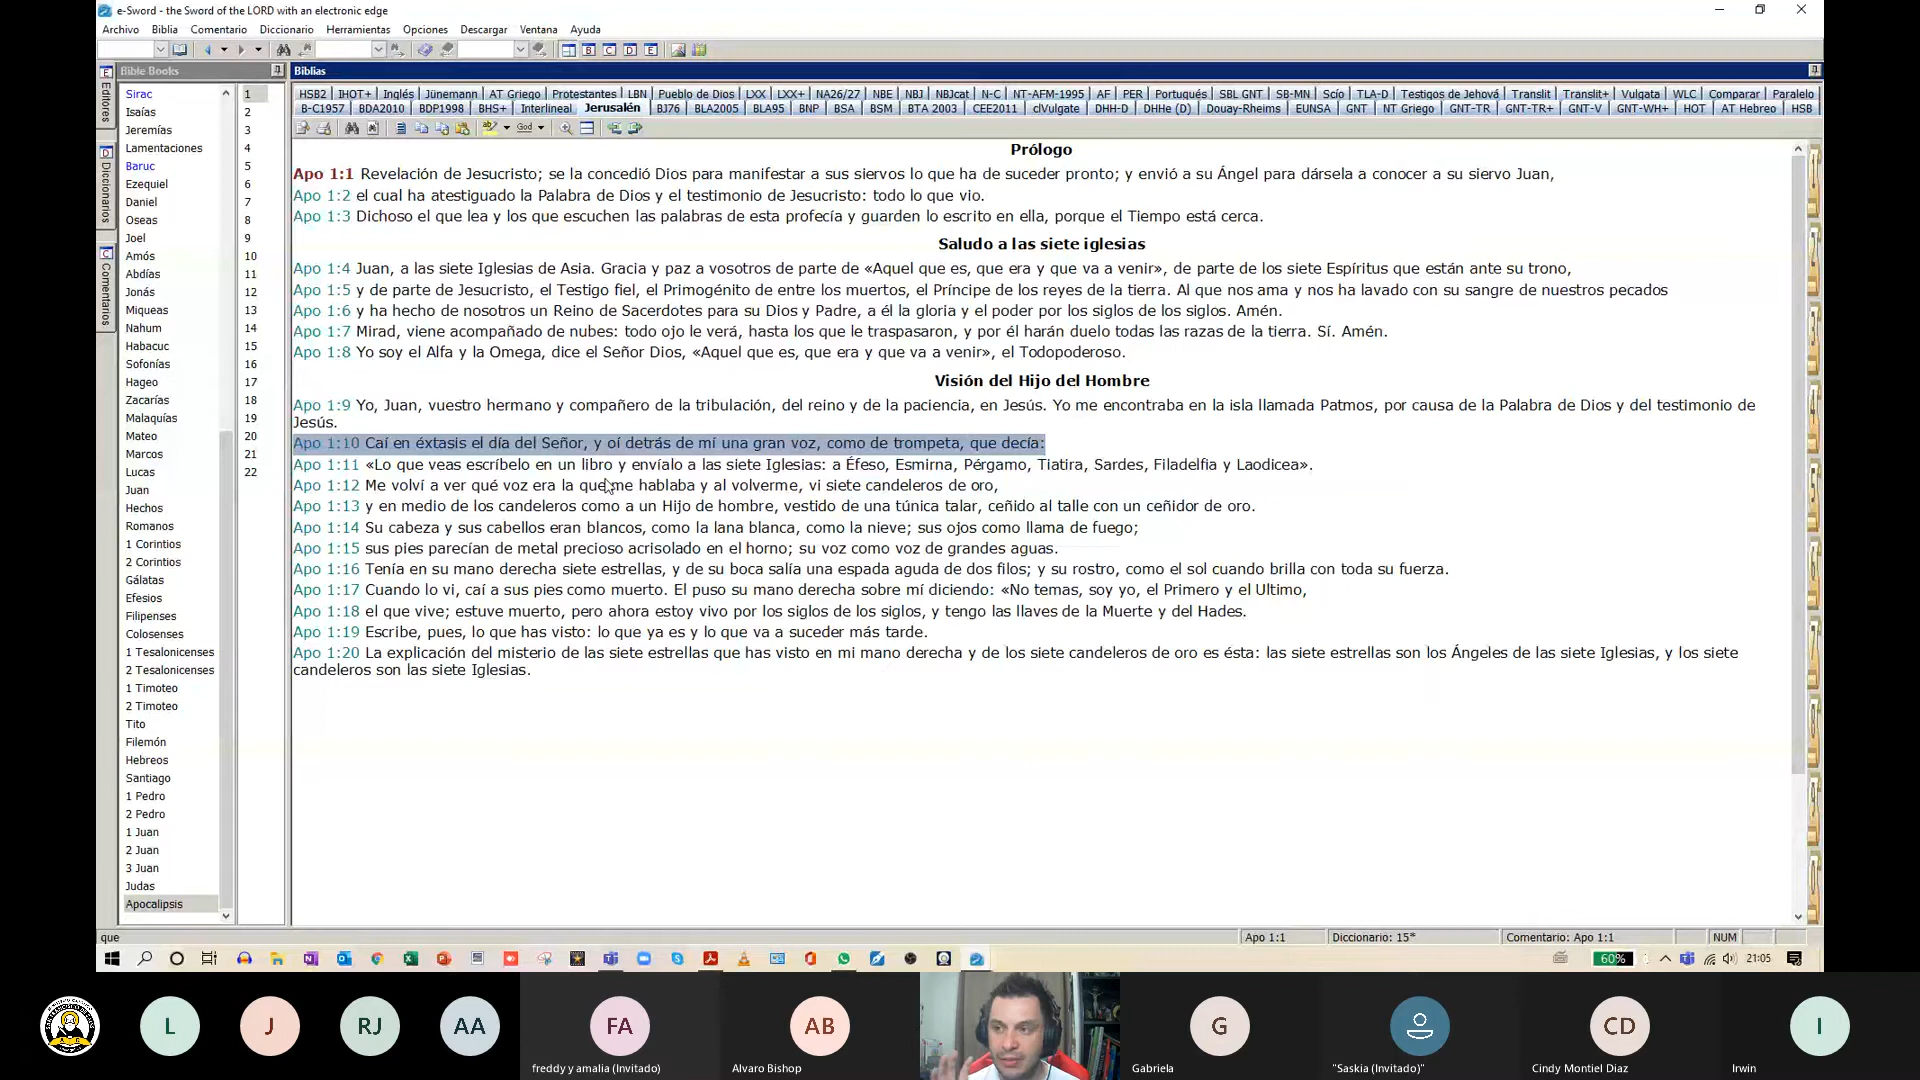 e-Sword - the Sword of the LORD with an electronic edge
Archivo Biblia Comentario Diccionario Herramientas Opciones Descargar Ventana Ayuda
Bible Books
Biblias
HSB2 IHOT+ Inglés Jünemann AT Griego Protestantes LBN Pueblo de Dios LXX LXX+ NA26/27 NBE NBJ NBJcat N-C NT-AFM-1995 AF PER Portugués SBL GNT SB-MN Scío TLA-D Testigos de Jehová Translit Translit+ Vulgata WLC Comparar Paralelo
B-C1957 BDA2010 BDP1998 BHS+ Interlineal Jerusalén BJ76 BLA2005 BLA95 BNP BSA BSM BTA 2003 CEE2011 clVulgate DHH-D DHHe (D) Douay-Rheims EUNSA GNT NT Griego GNT-TR GNT-TR+ GNT-V GNT-WH+ HOT AT Hebreo HSB
Editores
Diccionarios
Comentarios
Sirac
Isaías
Jeremías
Lamentaciones
Baruc
Ezequiel
Daniel
Oseas
Joel
Amós
Abdías
Jonás
Miqueas
Nahum
Habacuc
Sofonías
Hageo
Zacarías
Malaquías
Mateo
Marcos
Lucas
Juan
Hechos
Romanos
1 Corintios
2 Corintios
Gálatas
Efesios
Filipenses
Colosenses
1 Tesalonicenses
2 Tesalonicenses
1 Timoteo
2 Timoteo
Tito
Filemón
Hebreos
Santiago
1 Pedro
2 Pedro
1 Juan
2 Juan
3 Juan
Judas
Apocalipsis
1
2
3
4
5
6
7
8
9
10
11
12
13
14
15
16
17
18
19
20
21
22
God
Prólogo
Apo 1:1 Revelación de Jesucristo; se la concedió Dios para manifestar a sus siervos lo que ha de suceder pronto; y envió a su Ángel para dársela a conocer a su siervo Juan,
Apo 1:2 el cual ha atestiguado la Palabra de Dios y el testimonio de Jesucristo: todo lo que vio.
Apo 1:3 Dichoso el que lea y los que escuchen las palabras de esta profecía y guarden lo escrito en ella, porque el Tiempo está cerca.
Saludo a las siete iglesias
Apo 1:4 Juan, a las siete Iglesias de Asia. Gracia y paz a vosotros de parte de «Aquel que es, que era y que va a venir», de parte de los siete Espíritus que están ante su trono,
Apo 1:5 y de parte de Jesucristo, el Testigo fiel, el Primogénito de entre los muertos, el Príncipe de los reyes de la tierra. Al que nos ama y nos ha lavado con su sangre de nuestros pecados
Apo 1:6 y ha hecho de nosotros un Reino de Sacerdotes para su Dios y Padre, a él la gloria y el poder por los siglos de los siglos. Amén.
Apo 1:7 Mirad, viene acompañado de nubes: todo ojo le verá, hasta los que le traspasaron, y por él harán duelo todas las razas de la tierra. Sí. Amén.
Apo 1:8 Yo soy el Alfa y la Omega, dice el Señor Dios, «Aquel que es, que era y que va a venir», el Todopoderoso.
Visión del Hijo del Hombre
Apo 1:9 Yo, Juan, vuestro hermano y compañero de la tribulación, del reino y de la paciencia, en Jesús. Yo me encontraba en la isla llamada Patmos, por causa de la Palabra de Dios y del testimonio de
Jesús.
Apo 1:10 Caí en éxtasis el día del Señor, y oí detrás de mí una gran voz, como de trompeta, que decía:
Apo 1:11 «Lo que veas escríbelo en un libro y envíalo a las siete Iglesias: a Éfeso, Esmirna, Pérgamo, Tiatira, Sardes, Filadelfia y Laodicea».
Apo 1:12 Me volví a ver qué voz era la que me hablaba y al volverme, vi siete candeleros de oro,
Apo 1:13 y en medio de los candeleros como a un Hijo de hombre, vestido de una túnica talar, ceñido al talle con un ceñidor de oro.
Apo 1:14 Su cabeza y sus cabellos eran blancos, como la lana blanca, como la nieve; sus ojos como llama de fuego;
Apo 1:15 sus pies parecían de metal precioso acrisolado en el horno; su voz como voz de grandes aguas.
Apo 1:16 Tenía en su mano derecha siete estrellas, y de su boca salía una espada aguda de dos filos; y su rostro, como el sol cuando brilla con toda su fuerza.
Apo 1:17 Cuando lo vi, caí a sus pies como muerto. El puso su mano derecha sobre mí diciendo: «No temas, soy yo, el Primero y el Ultimo,
Apo 1:18 el que vive; estuve muerto, pero ahora estoy vivo por los siglos de los siglos, y tengo las llaves de la Muerte y del Hades.
Apo 1:19 Escribe, pues, lo que has visto: lo que ya es y lo que va a suceder más tarde.
Apo 1:20 La explicación del misterio de las siete estrellas que has visto en mi mano derecha y de los siete candeleros de oro es ésta: las siete estrellas son los Ángeles de las siete Iglesias, y los siete
candeleros son las siete Iglesias.
que
Apo 1:1
Diccionario: 15*
Comentario: Apo 1:1
NUM
60%
21:05
L
J
RJ
AA
FA
AB
G
CD
I
freddy y amalia (Invitado)
Alvaro Bishop
Gabriela
"Saskia (Invitado)"
Cindy Montiel Diaz
Irwin